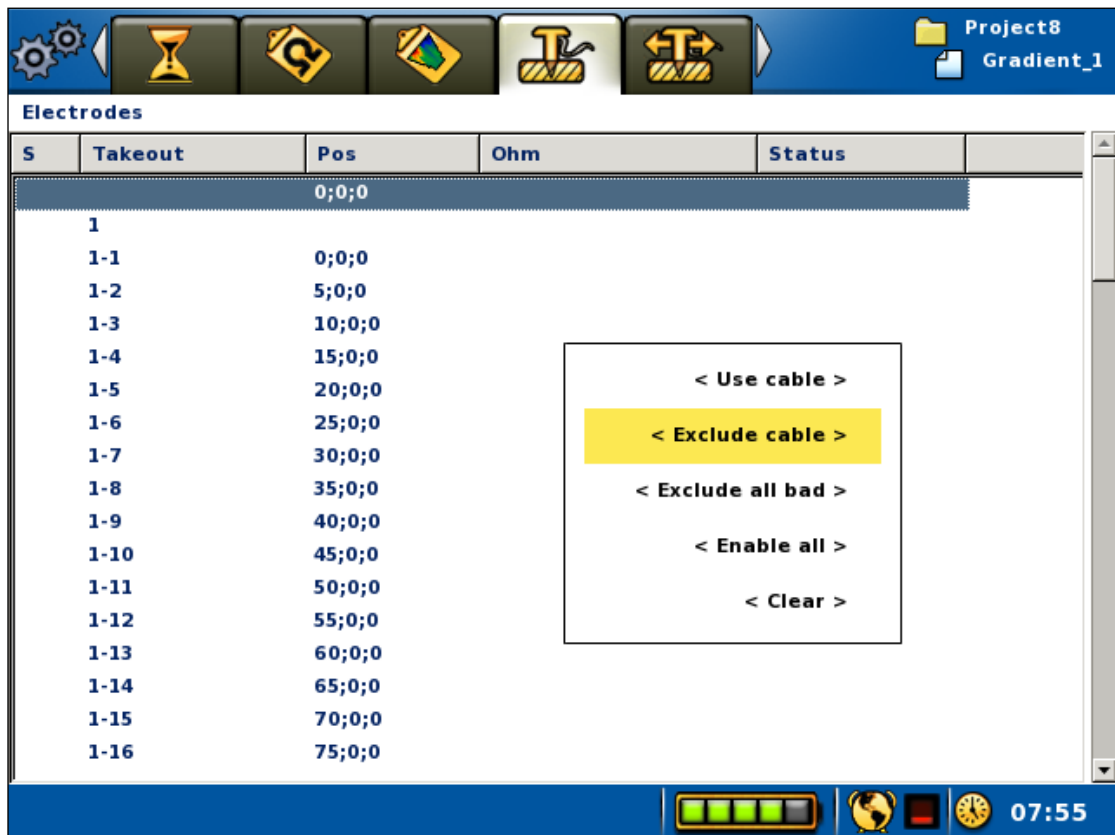 Project8
Gradient_1
Electrodes
S Takeout Pos Ohm Status
0;0;0
1
1-1 0;0;0
1-2 5;0;0
1-3 10;0;0
1-4 15;0;0
1-5 20;0;0
1-6 25;0;0
1-7 30;0;0
1-8 35;0;0
1-9 40;0;0
1-10 45;0;0
1-11 50;0;0
1-12 55;0;0
1-13 60;0;0
1-14 65;0;0
1-15 70;0;0
1-16 75;0;0
< Use cable >
< Exclude cable >
< Exclude all bad >
< Enable all >
< Clear >
07:55